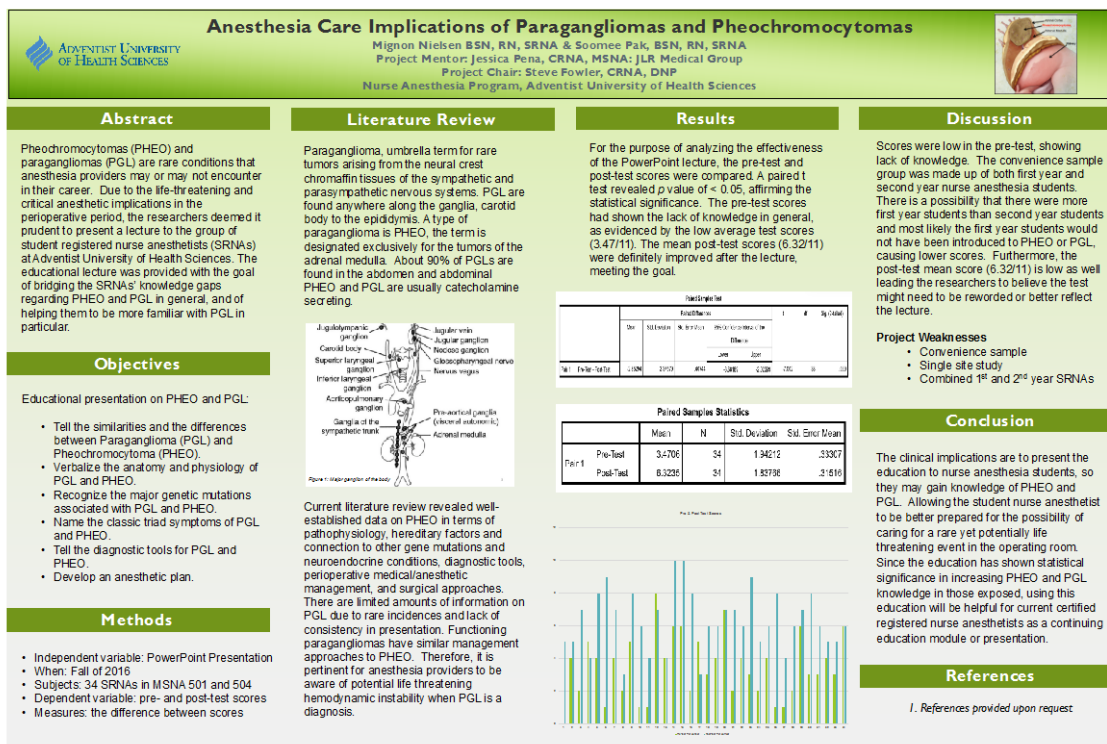 Anesthesia Care Implications of Paragangliomas and Pheochromocytomas
Mignon Nielsen BSN, RN, SRNA & Soomee Pak, BSN, RN, SRNA
Project Mentor: Jessica Pena, CRNA, MSNA: JLR Medical Group
Project Chair: Steve Fowler, CRNA, DNP
Nurse Anesthesia Program, Adventist University of Health Sciences
ADVENTIST UNIVERSITY
OF HEALTH SCIENCES
Abstract
Pheochromocytomas (PHEO) and
paragangliomas (PGL) are rare conditions that
anesthesia providers may or may not encounter
in their career. Due to the life-threatening and
critical anesthetic implications in the
perioperative period, the researchers deemed it
prudent to present a lecture to the group of
student registered nurse anesthetists (SRNAs)
at Adventist University of Health Sciences. The
educational lecture was provided with the goal
of bridging the SRNAs' knowledge gaps
regarding PHEO and PGL in general, and of
helping them to be more familiar with PGL in
particular.
Objectives
Educational presentation on PHEO and PGL:
• Tell the similarities and the differences
between Paraganglioma (PGL) and
Pheochromocytoma (PHEO).
• Verbalize the anatomy and physiology of
PGL and PHEO.
• Recognize the major genetic mutations
associated with PGL and PHEO.
• Name the classic triad symptoms of PGL
and PHEO.
• Tell the diagnostic tools for PGL and
PHEO.
• Develop an anesthetic plan.
Methods
• Independent variable: PowerPoint Presentation
• When: Fall of 2016
• Subjects: 34 SRNAs in MSNA 501 and 504
• Dependent variable: pre- and post-test scores
• Measures: the difference between scores
Literature Review
Paraganglioma, umbrella term for rare
tumors arising from the neural crest
chromaffin tissues of the sympathetic and
parasympathetic nervous systems. PGL are
found anywhere along the ganglia, carotid
body to the epididymis. A type of
paraganglioma is PHEO, the term is
designated exclusively for the tumors of the
adrenal medulla. About 90% of PGLs are
found in the abdomen and abdominal
PHEO and PGL are usually catecholamine
secreting.
Jugulotympanic
ganglion
Carotid body
Superior laryngeal
ganglion
Inferior laryngeal
ganglion
Aorticopulmonary
ganglion
Ganglia of the
sympathetic trunk
Jugular vein
Jugular ganglion
Nodose ganglion
Glossopharyngeal nerve
Nervus vagus
Pre-aortical ganglia
(visceral autonomic)
Adrenal medulla
Figure 1: Major ganglion of the body
Current literature review revealed well-
established data on PHEO in terms of
pathophysiology, hereditary factors and
connection to other gene mutations and
neuroendocrine conditions, diagnostic tools,
perioperative medical/anesthetic
management, and surgical approaches.
There are limited amounts of information on
PGL due to rare incidences and lack of
consistency in presentation. Functioning
paragangliomas have similar management
approaches to PHEO. Therefore, it is
pertinent for anesthesia providers to be
aware of potential life threatening
hemodynamic instability when PGL is a
diagnosis.
Results
For the purpose of analyzing the effectiveness
of the PowerPoint lecture, the pre-test and
post-test scores were compared. A paired t
test revealed p value of < 0.05, affirming the
statistical significance. The pre-test scores
had shown the lack of knowledge in general,
as evidenced by the low average test scores
(3.47/11). The mean post-test scores (6.32/11)
were definitely improved after the lecture,
meeting the goal.
Paired Samples Test
Paired Differences
Mean Std. Deviation Std. Error Mean
Difference
Lower Upper
t df Sig. (2-tailed)
Pair 1 Pre-Test - Post-Test
Paired Samples Statistics
Mean N Std. Deviation Std. Error Mean
Pair 1 Pre-Test 3.4706 34 1.94212 .33307
Post-Test 6.3235 34 1.83766 .31516
Discussion
Scores were low in the pre-test, showing
lack of knowledge. The convenience sample
group was made up of both first year and
second year nurse anesthesia students.
There is a possibility that there were more
first year students than second year students
and most likely the first year students would
not have been introduced to PHEO or PGL,
causing lower scores. Furthermore, the
post-test mean score (6.32/11) is low as well
leading the researchers to believe the test
might need to be reworded or better reflect
the lecture.
Project Weaknesses
• Convenience sample
• Single site study
• Combined 1st and 2nd year SRNAs
Conclusion
The clinical implications are to present the
education to nurse anesthesia students, so
they may gain knowledge of PHEO and
PGL. Allowing the student nurse anesthetist
to be better prepared for the possibility of
caring for a rare yet potentially life
threatening event in the operating room.
Since the education has shown statistical
significance in increasing PHEO and PGL
knowledge in those exposed, using this
education will be helpful for current certified
registered nurse anesthetists as a continuing
education module or presentation.
References
1. References provided upon request